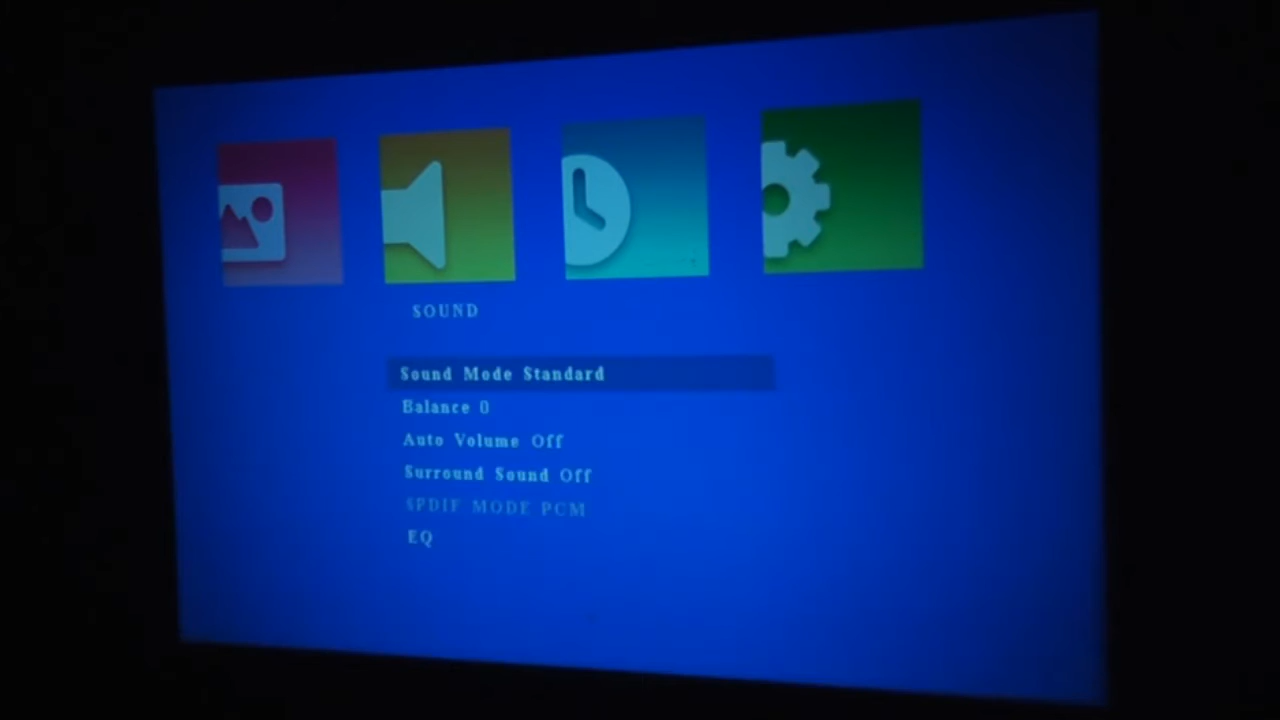 SOUND
Sound Mode Standard
Balance 0
Auto Volume Off
Surround Sound Off
SPDIF MODE PCM
EQ